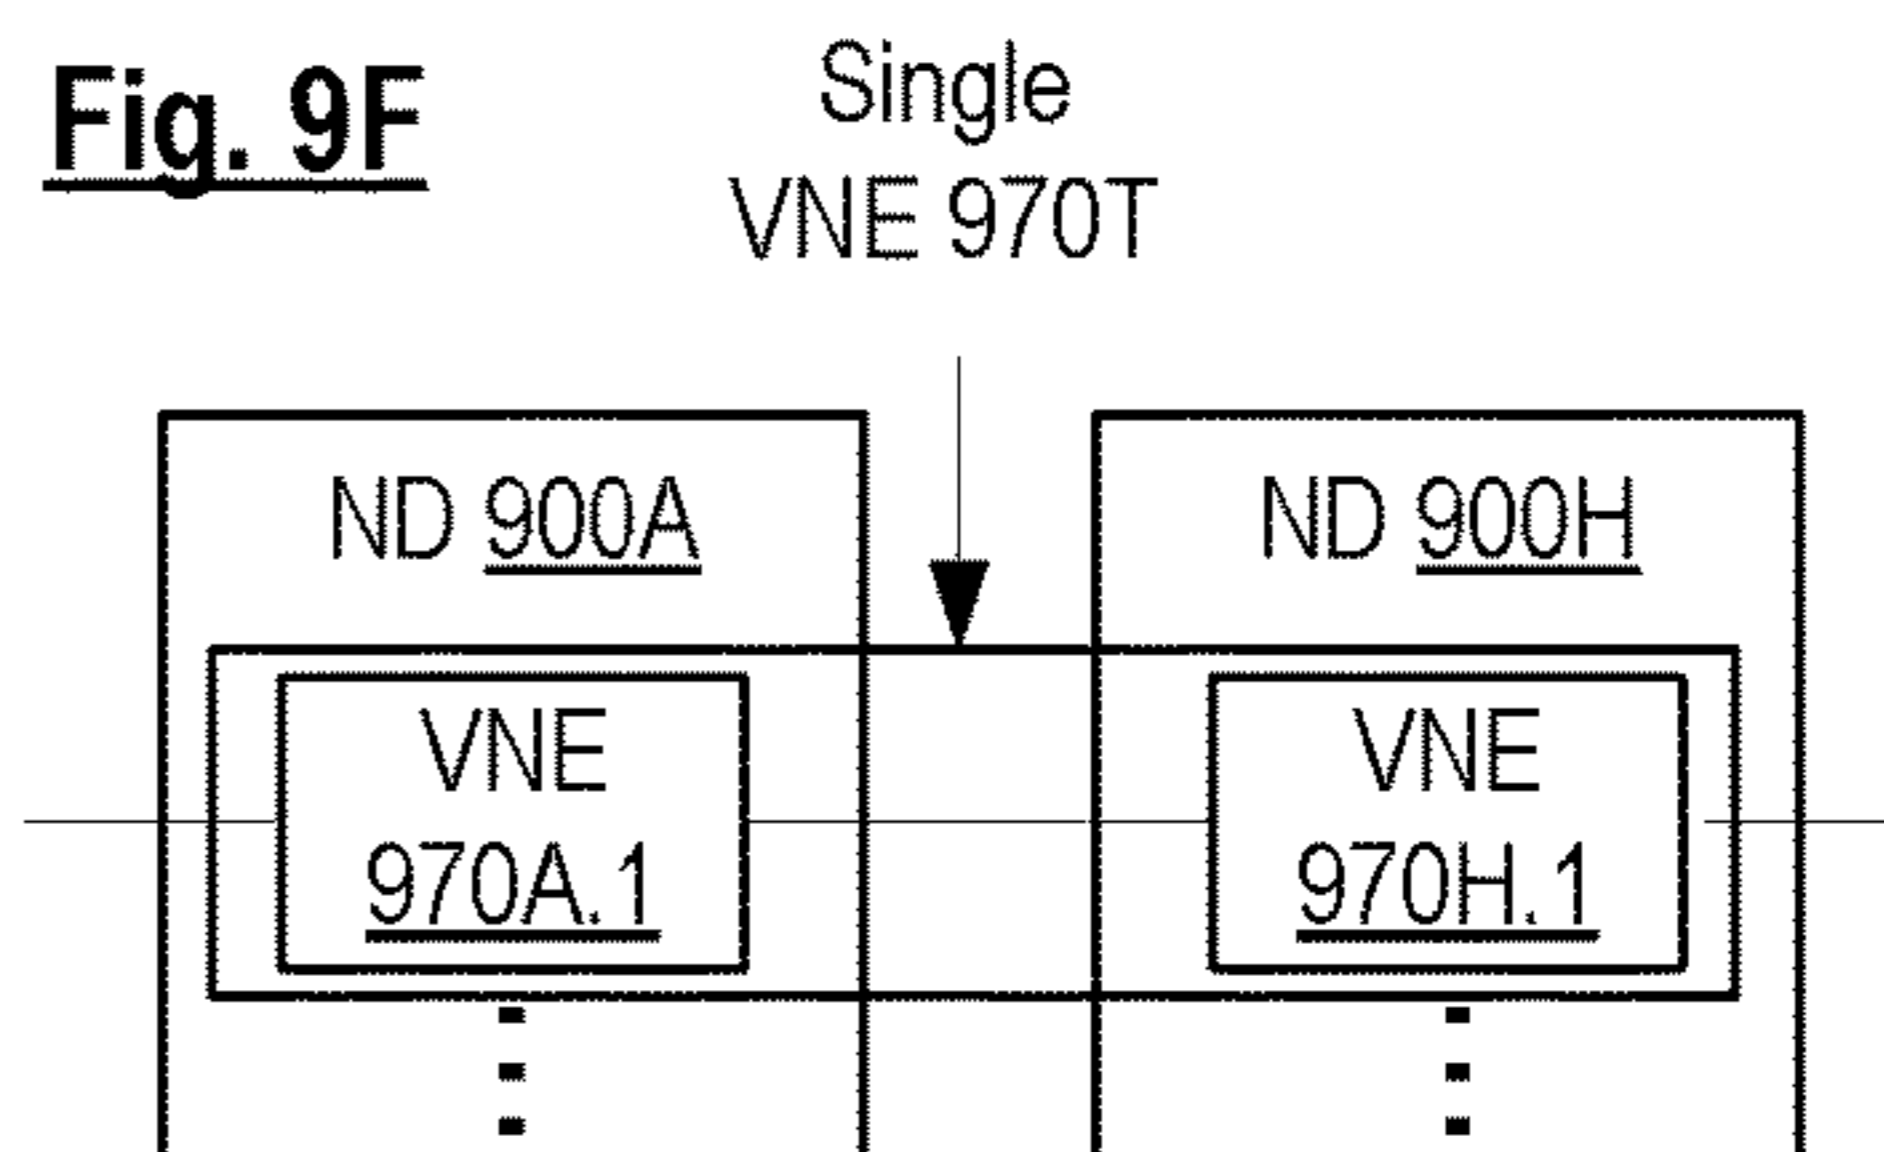 Fig. 9F
Single
VNE 970T
ND 900A
ND 900H
VNE
970A.1
VNE
970H.1